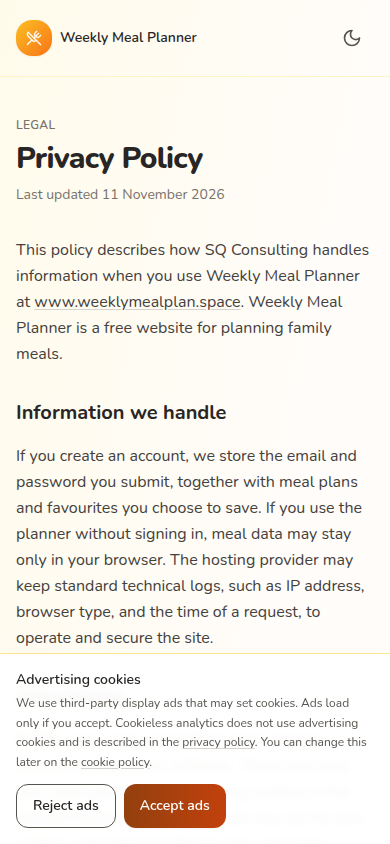 Weekly Meal Planner
LEGAL
Privacy Policy
Last updated 11 November 2026
This policy describes how SQ Consulting handles
information when you use Weekly Meal Planner
at www.weeklymealplan.space. Weekly Meal
Planner is a free website for planning family
meals.
Information we handle
If you create an account, we store the email and
password you submit, together with meal plans
and favourites you choose to save. If you use the
planner without signing in, meal data may stay
only in your browser. The hosting provider may
keep standard technical logs, such as IP address,
browser type, and the time of a request, to
operate and secure the site.
Advertising cookies
We use third-party display ads that may set cookies. Ads load
only if you accept. Cookieless analytics does not use advertising
cookies and is described in the privacy policy. You can change this
later on the cookie policy.
Reject ads
Accept ads